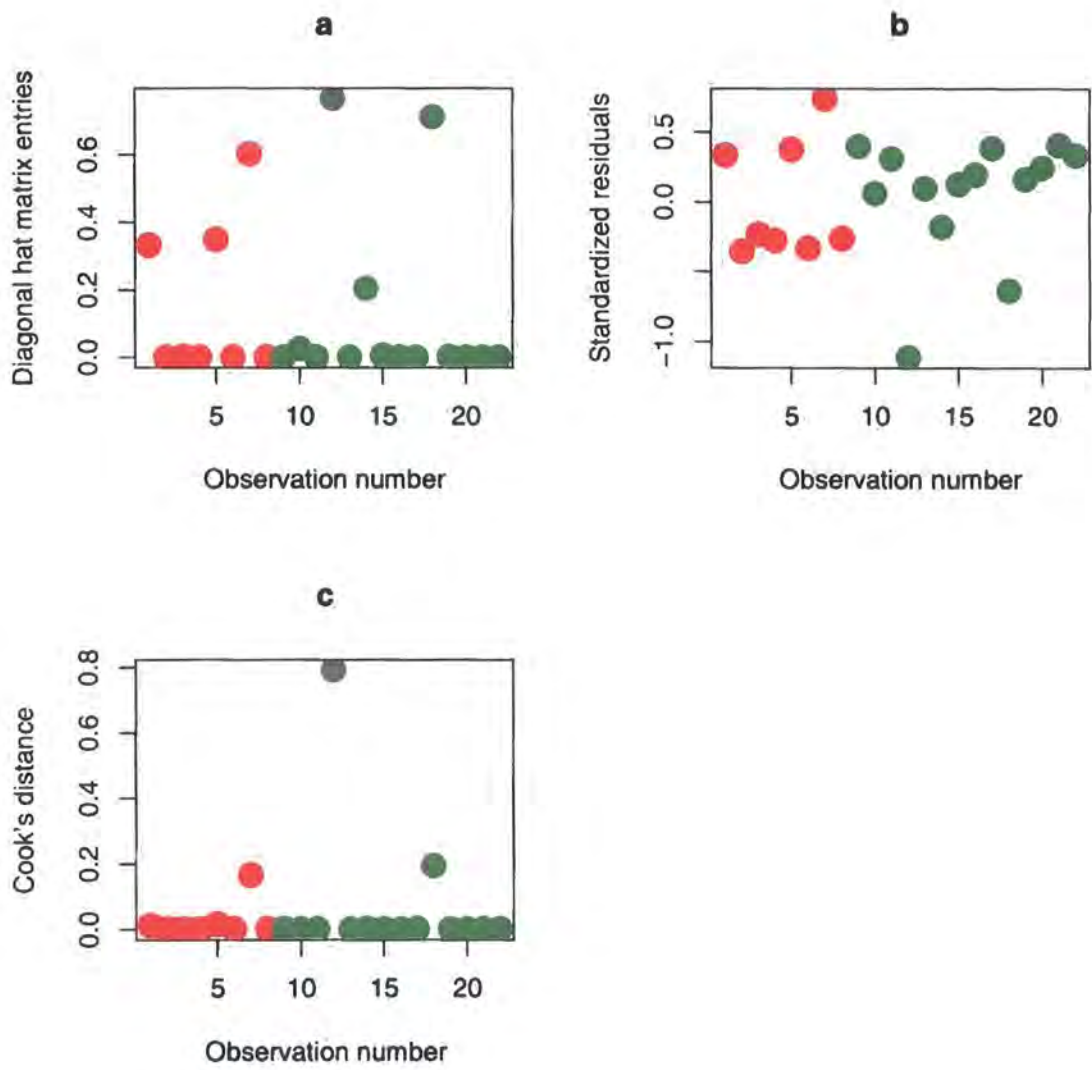 a
Diagonal hat matrix entries
0.6
0.4
0.2
0.0
5 10 15 20
Observation number
b
Standardized residuals
0.5
0.0
−1.0
5 10 15 20
Observation number
c
Cook's distance
0.8
0.6
0.4
0.2
0.0
5 10 15 20
Observation number